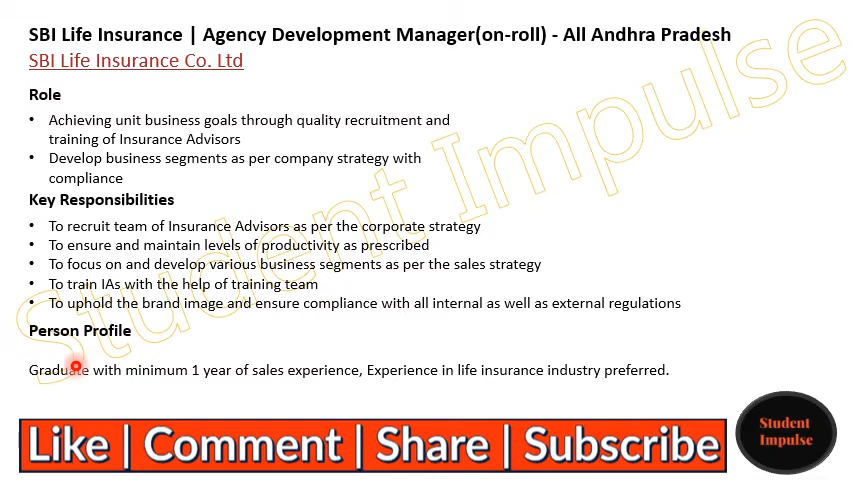 SBI Life Insurance | Agency Development Manager(on-roll) - All Andhra Pradesh
SBI Life Insurance Co. Ltd
Role
• Achieving unit business goals through quality recruitment and
training of Insurance Advisors
• Develop business segments as per company strategy with
compliance
Key Responsibilities
• To recruit team of Insurance Advisors as per the corporate strategy
• To ensure and maintain levels of productivity as prescribed
• To focus on and develop various business segments as per the sales strategy
• To train IAs with the help of training team
• To uphold the brand image and ensure compliance with all internal as well as external regulations
Person Profile
Graduate with minimum 1 year of sales experience, Experience in life insurance industry preferred.
Student Impulse
Like | Comment | Share | Subscribe
Student
Impulse